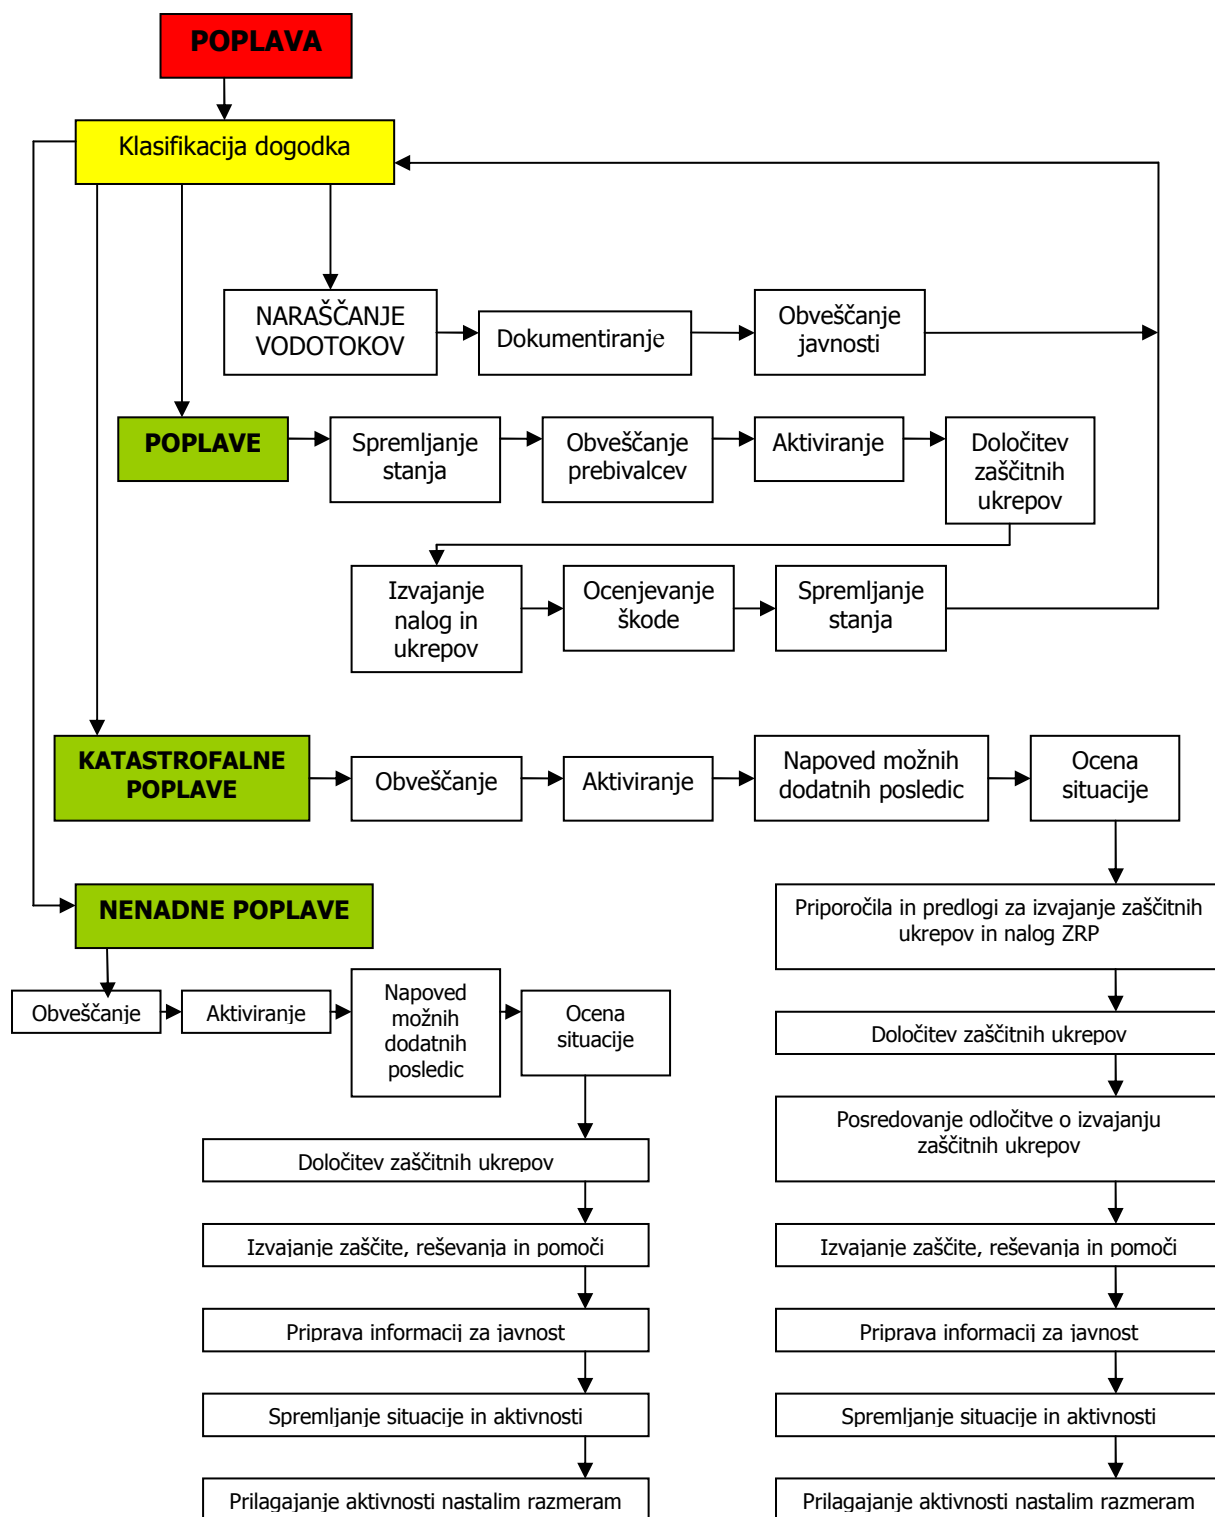 POPLAVA
Klasifikacija dogodka
NARAŠČANJE
VODOTOKOV
Dokumentiranje
Obveščanje
javnosti
POPLAVE
Spremljanje
stanja
Obveščanje
prebivalcev
Aktiviranje
Določitev
zaščitnih
ukrepov
Izvajanje
nalog in
ukrepov
Ocenjevanje
škode
Spremljanje
stanja
KATASTROFALNE
POPLAVE
Obveščanje
Aktiviranje
Napoved možnih
dodatnih posledic
Ocena
situacije
Priporočila in predlogi za izvajanje zaščitnih
ukrepov in nalog ZRP
Določitev zaščitnih ukrepov
Posredovanje odločitve o izvajanju
zaščitnih ukrepov
Izvajanje zaščite, reševanja in pomoči
Priprava informacij za javnost
Spremljanje situacije in aktivnosti
Prilagajanje aktivnosti nastalim razmeram
NENADNE POPLAVE
Obveščanje
Aktiviranje
Napoved
možnih
dodatnih
posledic
Ocena
situacije
Določitev zaščitnih ukrepov
Izvajanje zaščite, reševanja in pomoči
Priprava informacij za javnost
Spremljanje situacije in aktivnosti
Prilagajanje aktivnosti nastalim razmeram